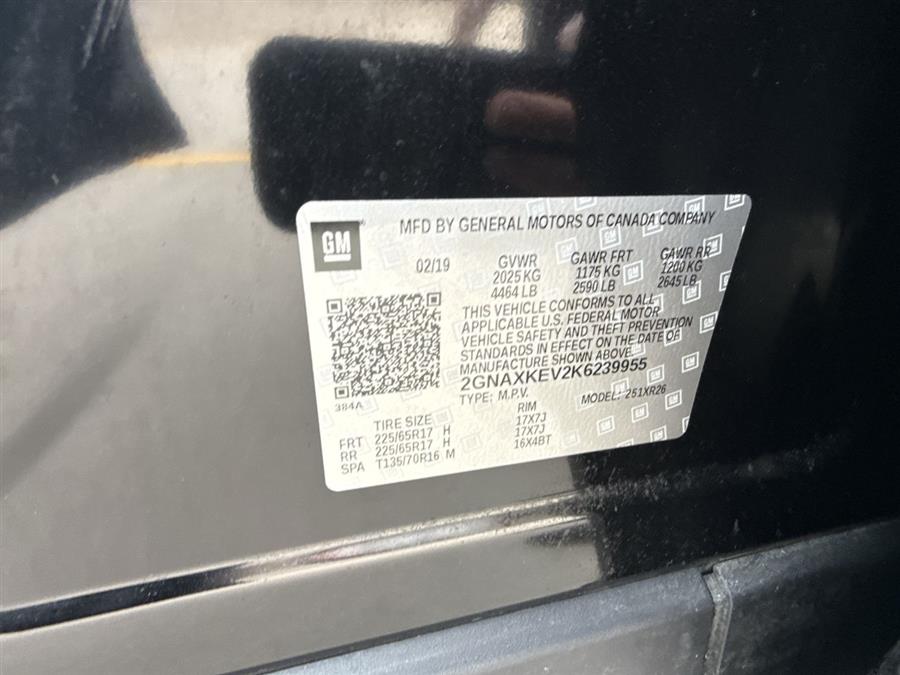 GM
MFD BY GENERAL MOTORS OF CANADA COMPANY
02/19 GVWR GAWR FRT GAWR RR
2025 KG 1175 KG 1200 KG
4464 LB 2590 LB 2645 LB
THIS VEHICLE CONFORMS TO ALL
APPLICABLE U.S. FEDERAL MOTOR
VEHICLE SAFETY AND THEFT PREVENTION
STANDARDS IN EFFECT ON THE DATE OF
MANUFACTURE SHOWN ABOVE.
2GNAXKEV2K6239955
TYPE: M.P.V. MODEL: 251XR26
384A
TIRE SIZE RIM
FRT 225/65R17 H 17X7J
RR 225/65R17 H 17X7J
SPA T135/70R16 M 16X4BT